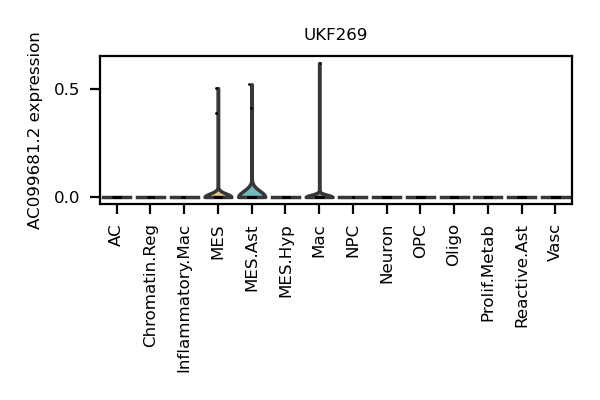 UKF269
AC099681.2 expression
0.5
0.0
AC
Chromatin.Reg
Inflammatory.Mac
MES
MES.Ast
MES.Hyp
Mac
NPC
Neuron
OPC
Oligo
Prolif.Metab
Reactive.Ast
Vasc